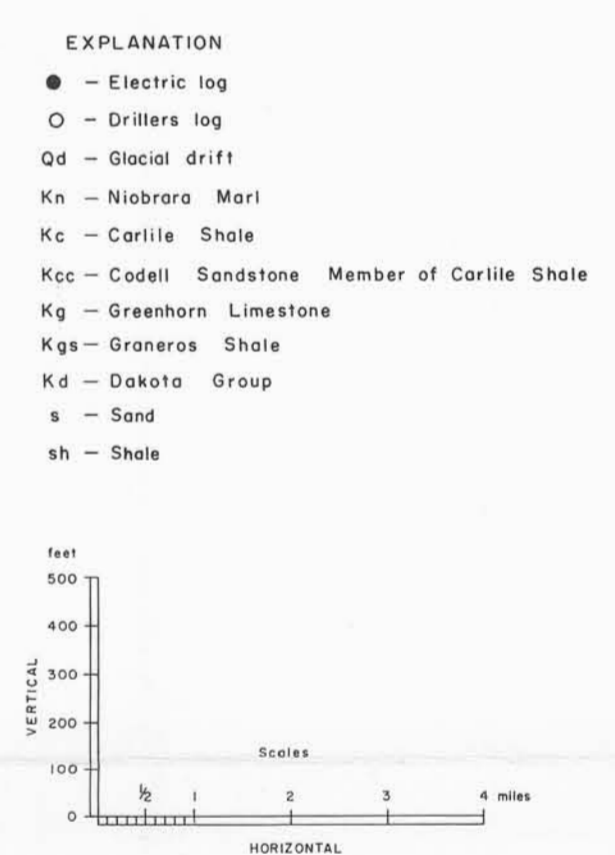 EXPLANATION
● — Electric log
○ — Drillers log
Qd — Glacial drift
Kn — Niobrara Marl
Kc — Carlile Shale
Kcc — Codell Sandstone Member of Carlile Shale
Kg — Greenhorn Limestone
Kgs — Graneros Shale
Kd — Dakota Group
s — Sand
sh — Shale
feet
500
400
300
200
100
0
VERTICAL
Scales
½ 1 2 3 4 miles
HORIZONTAL